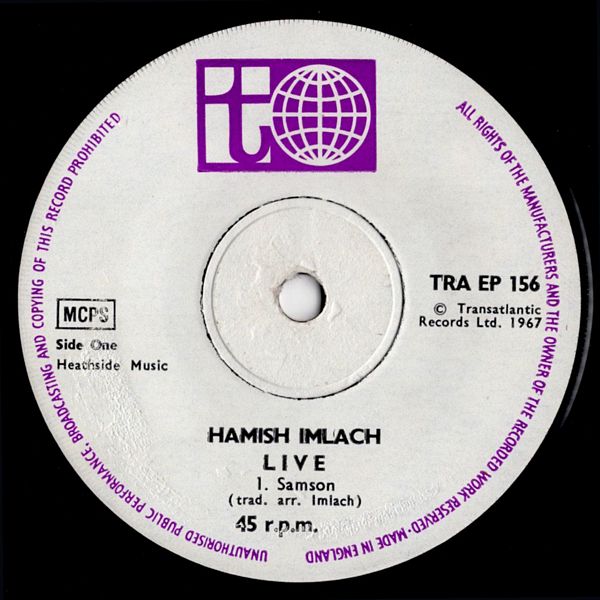 it
UNAUTHORISED PUBLIC PERFORMANCE, BROADCASTING AND COPYING OF THIS RECORD PROHIBITED
ALL RIGHTS OF THE MANUFACTURERS AND THE OWNER OF THE RECORDED WORK RESERVED·MADE IN ENGLAND
MCPS
Side One
Heathside Music
TRA EP 156
© Transatlantic
Records Ltd. 1967
HAMISH IMLACH
LIVE
1. Samson
(trad. arr. Imlach)
45 r.p.m.